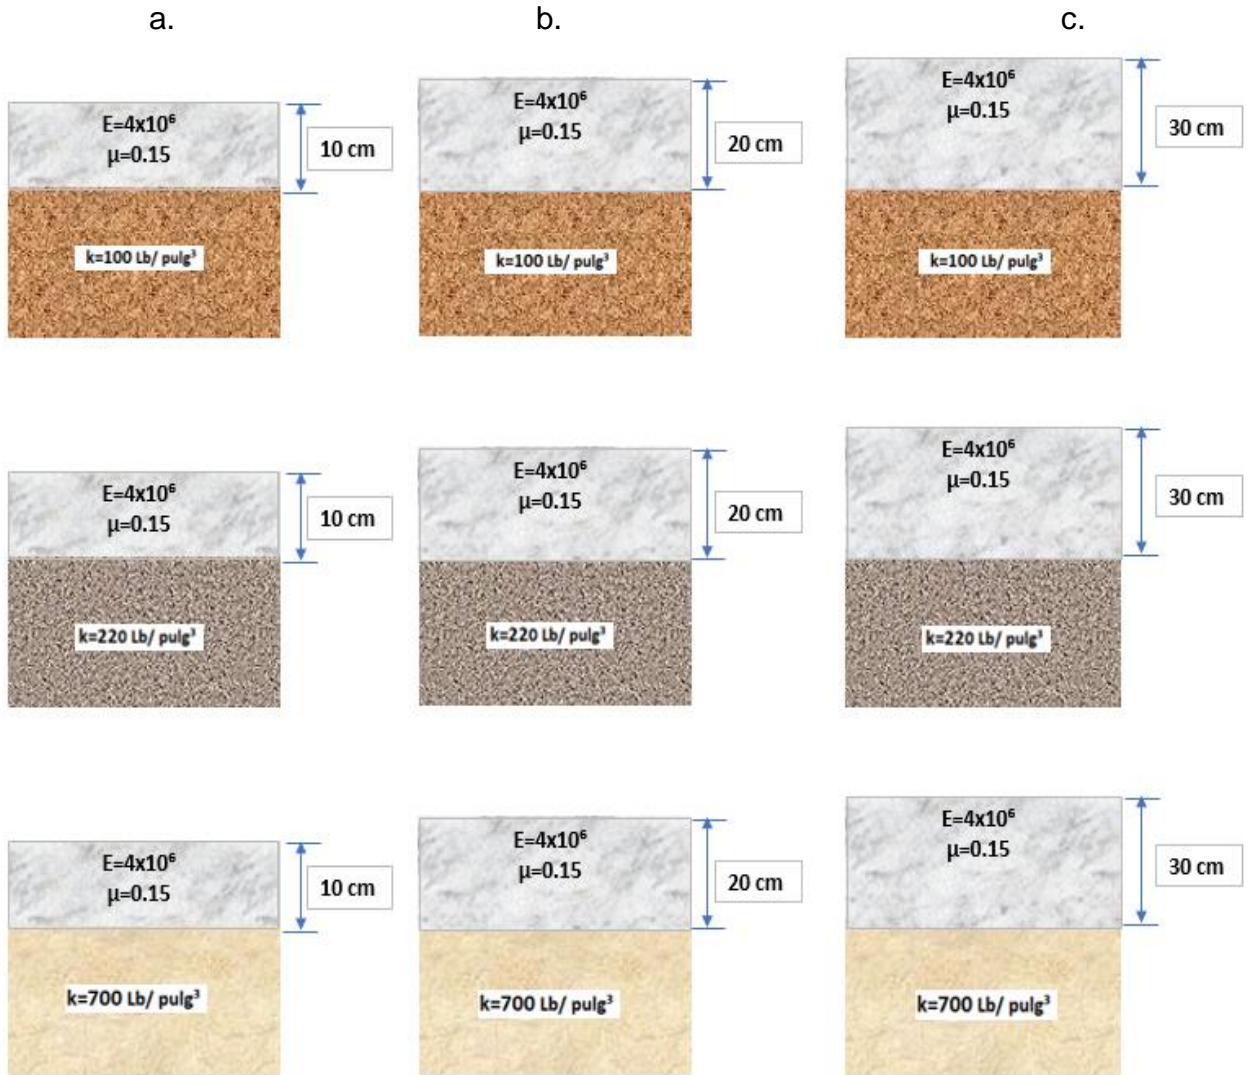 a. b. c.
E=4x10⁶
μ=0.15
10 cm
k=100 Lb/ pulg³
E=4x10⁶
μ=0.15
20 cm
k=100 Lb/ pulg³
E=4x10⁶
μ=0.15
30 cm
k=100 Lb/ pulg³
E=4x10⁶
μ=0.15
10 cm
k=220 Lb/ pulg³
E=4x10⁶
μ=0.15
20 cm
k=220 Lb/ pulg³
E=4x10⁶
μ=0.15
30 cm
k=220 Lb/ pulg³
E=4x10⁶
μ=0.15
10 cm
k=700 Lb/ pulg³
E=4x10⁶
μ=0.15
20 cm
k=700 Lb/ pulg³
E=4x10⁶
μ=0.15
30 cm
k=700 Lb/ pulg³